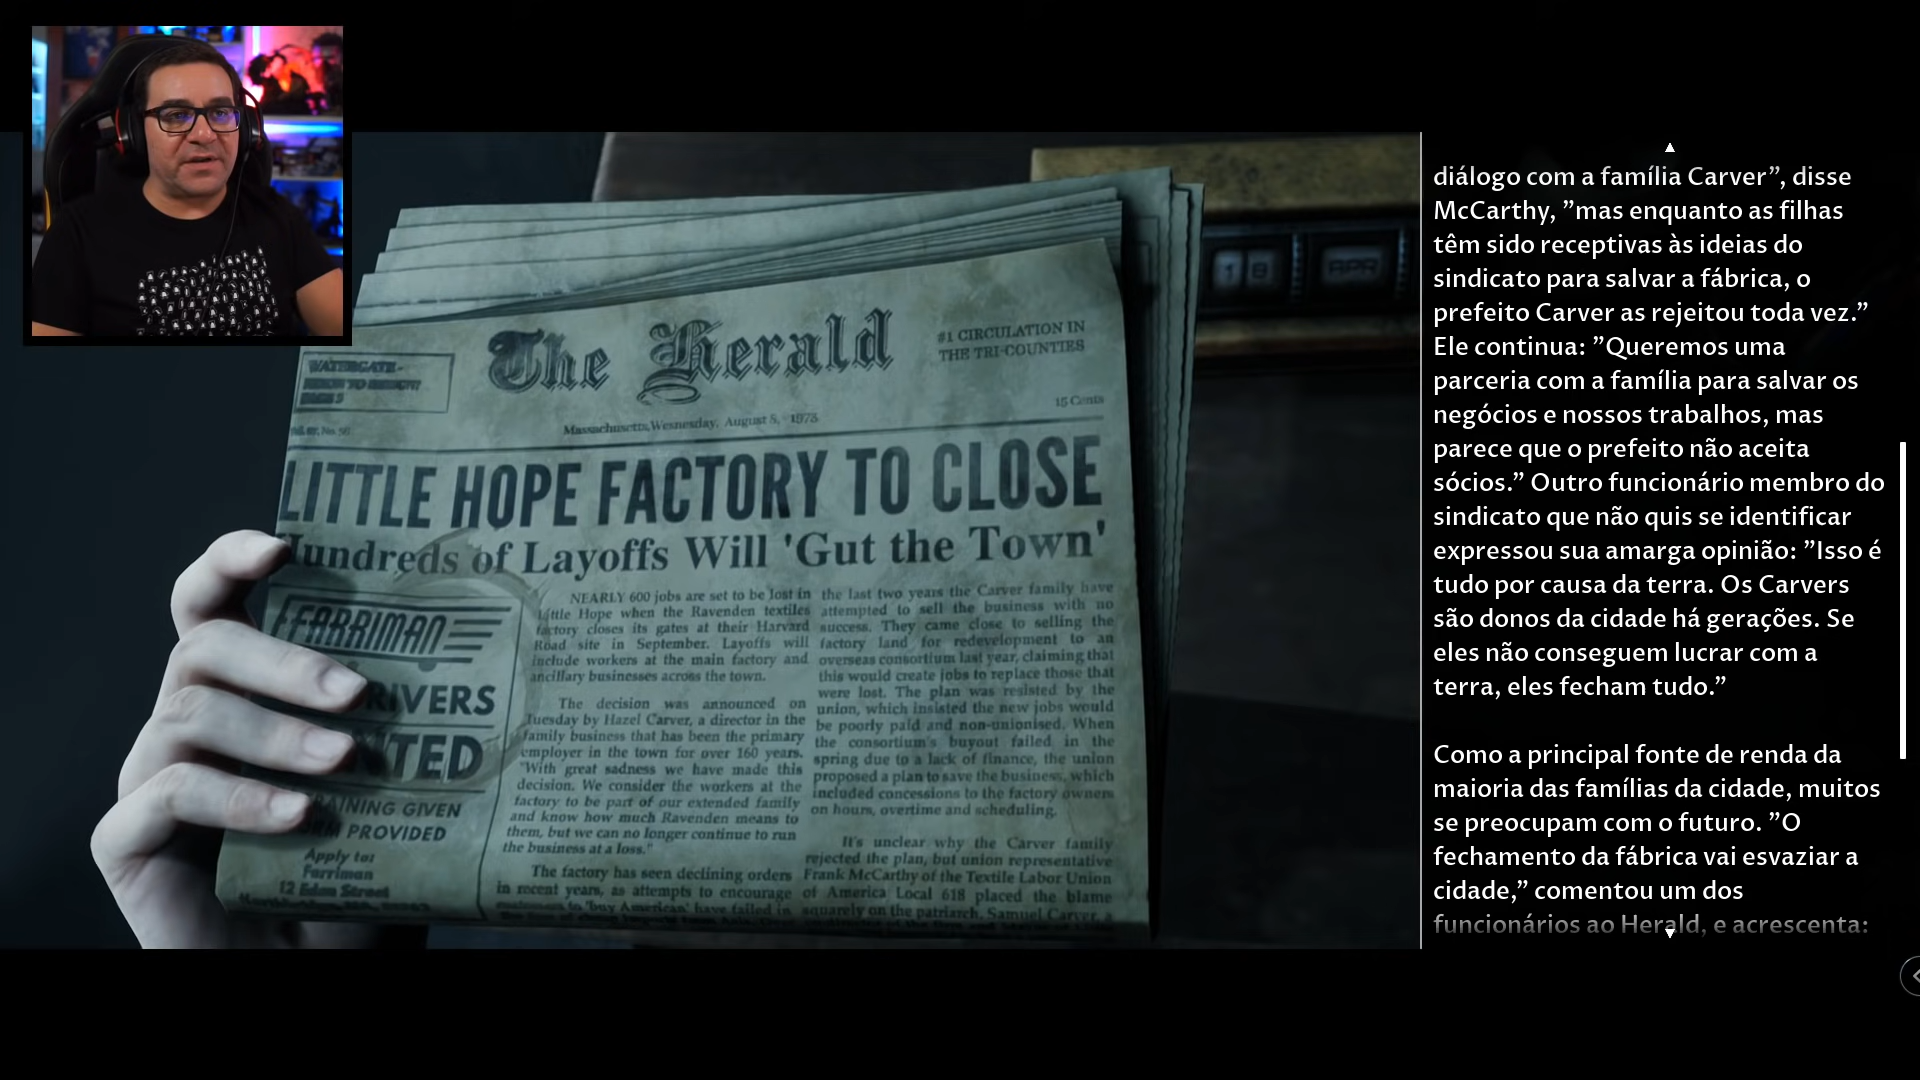 The Herald
#1 CIRCULATION IN
THE TRI-COUNTIES
WATERGATE -
15 Cents
Massachusetts, Wesnesday, August 8, 1973
LITTLE HOPE FACTORY TO CLOSE
Hundreds of Layoffs Will 'Gut the Town'
FARRIMAN
DRIVERS
WANTED
TRAINING GIVEN
PROVIDED
Apply to:
Farriman
12 Eden Street
NEARLY 600 jobs are set to be lost in
Little Hope when the Ravenden textiles
factory closes its gates at their Harvard
Road site in September. Layoffs will
include workers at the main factory and
ancillary businesses across the town.
The decision was announced on
Tuesday by Hazel Carver, a director in the
family business that has been the primary
employer in the town for over 160 years.
"With great sadness we have made this
decision. We consider the workers at the
factory to be part of our extended family
and know how much Ravenden means to
them, but we can no longer continue to run
the business at a loss."
The factory has seen declining orders
in recent years, as attempts to encourage
customers to 'buy American' have failed in
the last two years the Carver family have
attempted to sell the business with no
success. They came close to selling the
factory land for redevelopment to an
overseas consortium last year, claiming that
this would create jobs to replace those that
were lost. The plan was resisted by the
union, which insisted the new jobs would
be poorly paid and non-unionised. When
the consortium's buyout failed in the
spring due to a lack of finance, the union
proposed a plan to save the business, which
included concessions to the factory owners
on hours, overtime and scheduling.
It's unclear why the Carver family
rejected the plan, but union representative
Frank McCarthy of the Textile Labor Union
of America Local 618 placed the blame
squarely on the patriarch, Samuel Carver, a
18
APR
diálogo com a família Carver”, disse
McCarthy, ”mas enquanto as filhas
têm sido receptivas às ideias do
sindicato para salvar a fábrica, o
prefeito Carver as rejeitou toda vez.”
Ele continua: ”Queremos uma
parceria com a família para salvar os
negócios e nossos trabalhos, mas
parece que o prefeito não aceita
sócios.” Outro funcionário membro do
sindicato que não quis se identificar
expressou sua amarga opinião: ”Isso é
tudo por causa da terra. Os Carvers
são donos da cidade há gerações. Se
eles não conseguem lucrar com a
terra, eles fecham tudo.”
Como a principal fonte de renda da
maioria das famílias da cidade, muitos
se preocupam com o futuro. ”O
fechamento da fábrica vai esvaziar a
cidade,” comentou um dos
funcionários ao Herald, e acrescenta: